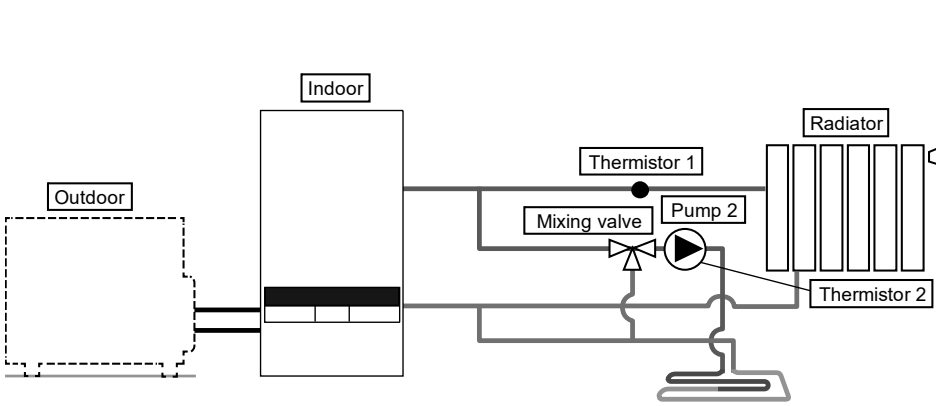 Indoor
Radiator
Thermistor 1
Outdoor
Mixing valve
Pump 2
Thermistor 2